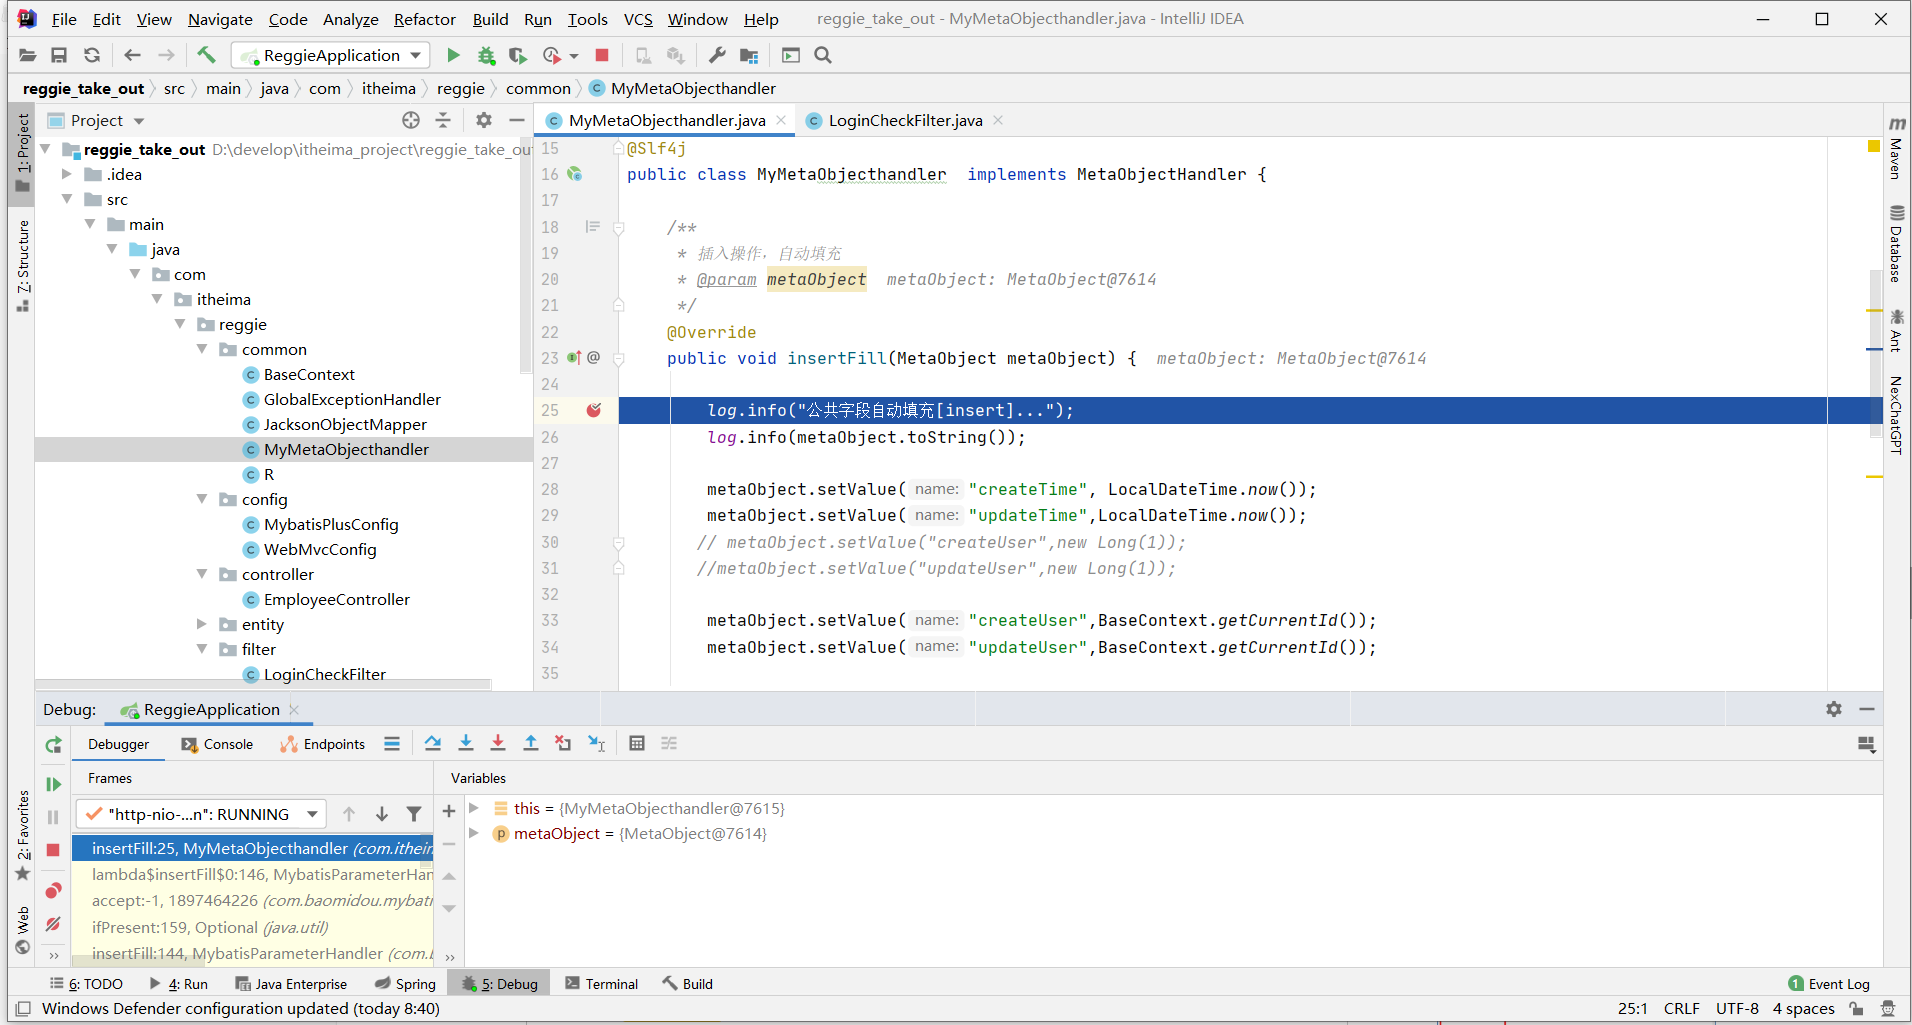 File Edit View Navigate Code Analyze Refactor Build Run Tools VCS Window Help reggie_take_out - MyMetaObjecthandler.java - IntelliJ IDEA
ReggieApplication
reggie_take_out src main java com itheima reggie common MyMetaObjecthandler
1: Project
7: Structure
2: Favorites
Web
Project
reggie_take_out D:\develop\itheima_project\reggie_take_ou
.idea
src
main
java
com
itheima
reggie
common
BaseContext
GlobalExceptionHandler
JacksonObjectMapper
MyMetaObjecthandler
R
config
MybatisPlusConfig
WebMvcConfig
controller
EmployeeController
entity
filter
LoginCheckFilter
MyMetaObjecthandler.java LoginCheckFilter.java
15 @Slf4j
16 public class MyMetaObjecthandler  implements MetaObjectHandler {
17
18 /**
19 * 插入操作，自动填充
20 * @param metaObject metaObject: MetaObject@7614
21 */
22 @Override
23 @ public void insertFill(MetaObject metaObject) { metaObject: MetaObject@7614
24
25 log.info("公共字段自动填充[insert]...");
26 log.info(metaObject.toString());
27
28 metaObject.setValue( name: "createTime", LocalDateTime.now());
29 metaObject.setValue( name: "updateTime",LocalDateTime.now());
30 // metaObject.setValue("createUser",new Long(1));
31 //metaObject.setValue("updateUser",new Long(1));
32
33 metaObject.setValue( name: "createUser",BaseContext.getCurrentId());
34 metaObject.setValue( name: "updateUser",BaseContext.getCurrentId());
35
Maven
Database
Ant
NexChatGPT
Debug: ReggieApplication
Debugger Console Endpoints
Frames Variables
"http-nio-...n": RUNNING
insertFill:25, MyMetaObjecthandler (com.itheim
lambda$insertFill$0:146, MybatisParameterHan
accept:-1, 1897464226 (com.baomidou.mybati
ifPresent:159, Optional (java.util)
insertFill:144, MybatisParameterHandler (com.b
this = {MyMetaObjecthandler@7615}
metaObject = {MetaObject@7614}
6: TODO 4: Run Java Enterprise Spring 5: Debug Terminal Build 1 Event Log
Windows Defender configuration updated (today 8:40) 25:1 CRLF UTF-8 4 spaces